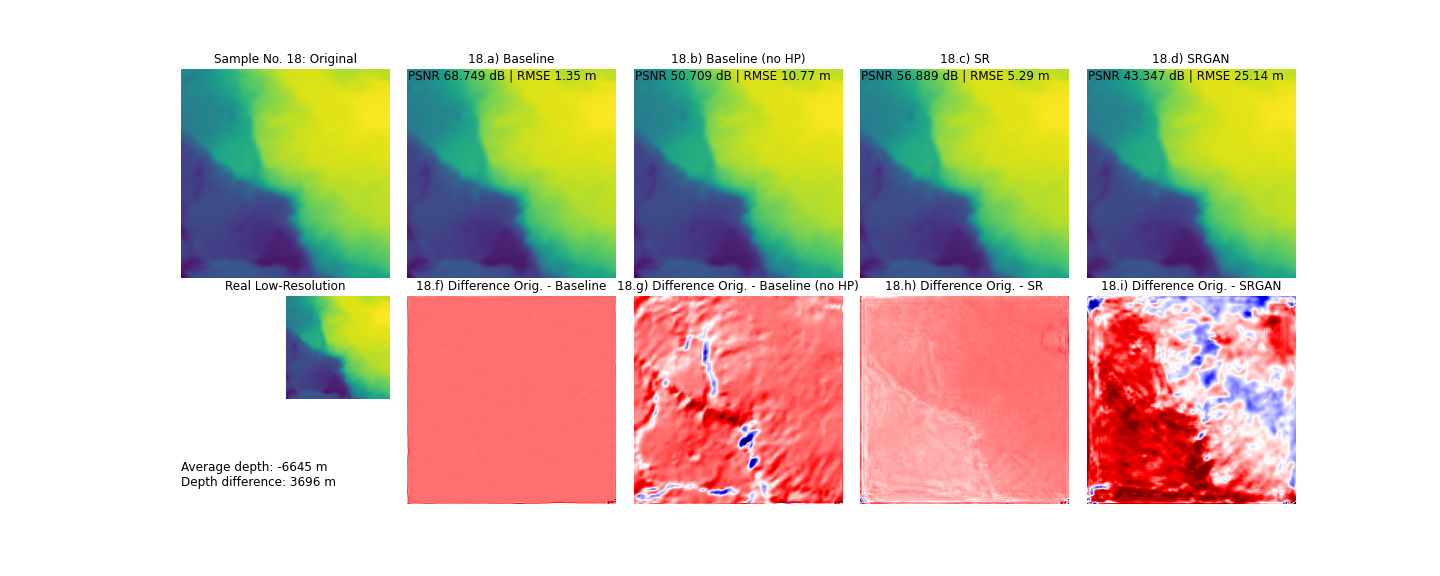 Sample No. 18: Original
18.a) Baseline
18.b) Baseline (no HP)
18.c) SR
18.d) SRGAN
PSNR 68.749 dB | RMSE 1.35 m
PSNR 50.709 dB | RMSE 10.77 m
PSNR 56.889 dB | RMSE 5.29 m
PSNR 43.347 dB | RMSE 25.14 m
Real Low-Resolution
18.f) Difference Orig. - Baseline
18.g) Difference Orig. - Baseline (no HP)
18.h) Difference Orig. - SR
18.i) Difference Orig. - SRGAN
Average depth: -6645 m
Depth difference: 3696 m